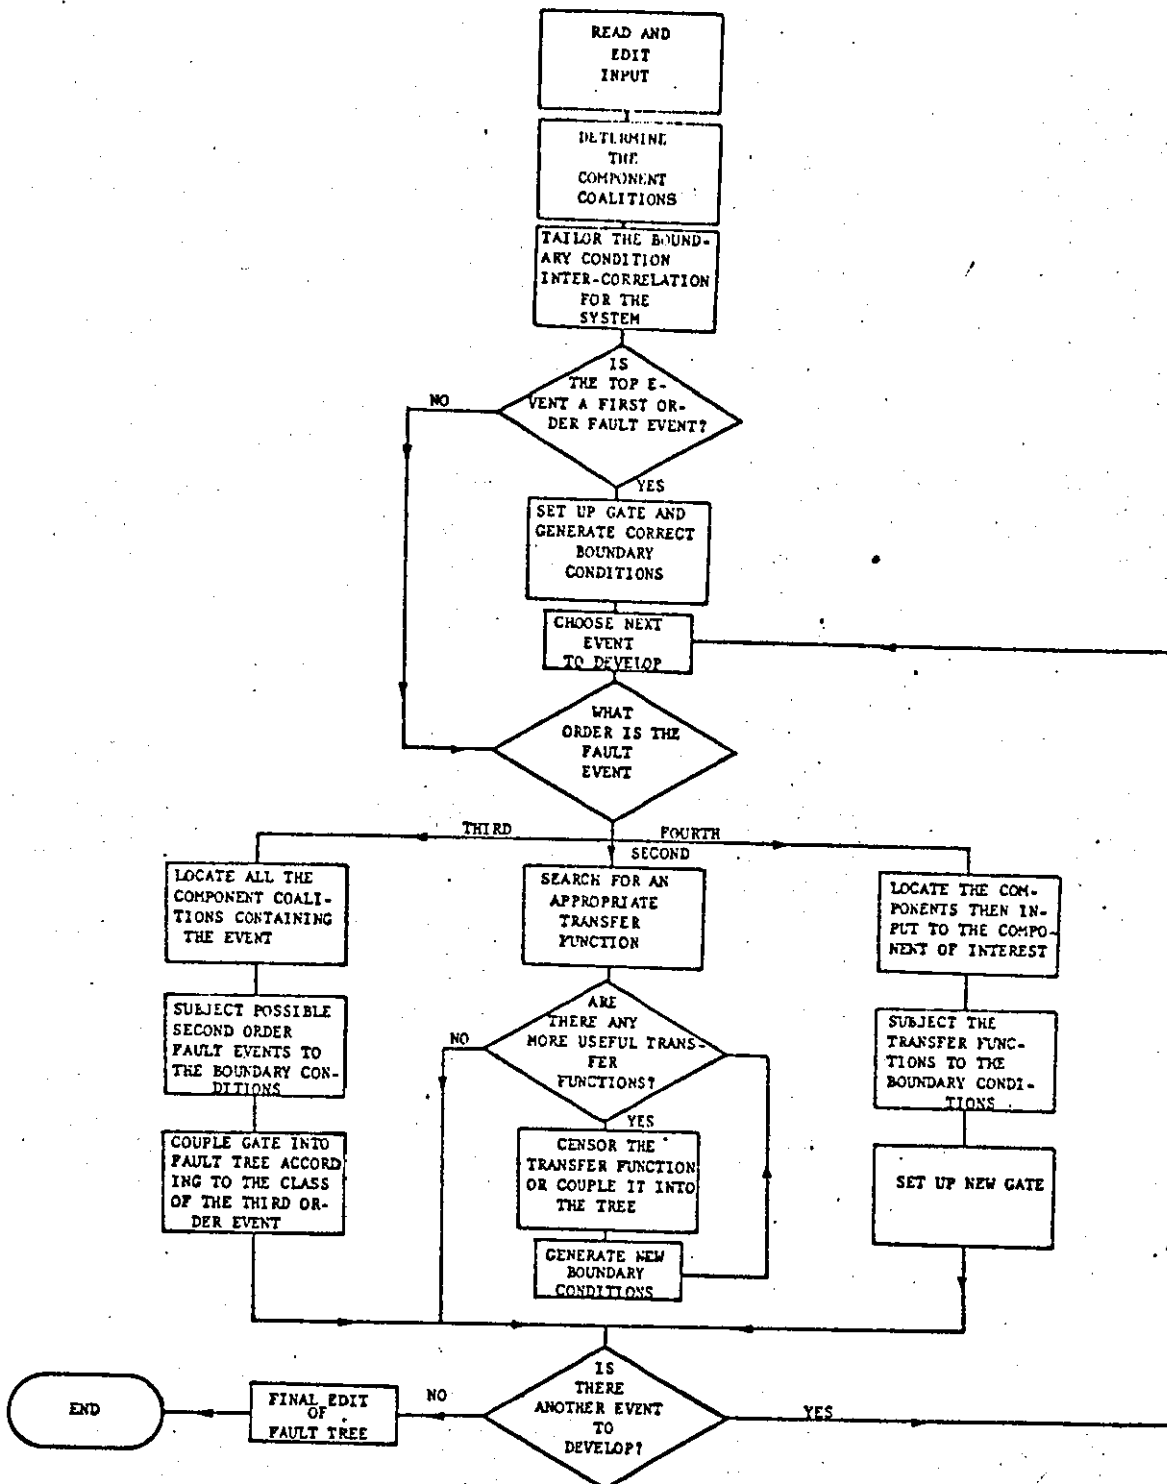 READ AND
EDIT
INPUT
DETERMINE
THE
COMPONENT
COALITIONS
TAILOR THE BOUND-
ARY CONDITION
INTER-CORRELATION
FOR THE
SYSTEM
IS
THE TOP E-
VENT A FIRST OR-
DER FAULT EVENT?
NO
YES
SET UP GATE AND
GENERATE CORRECT
BOUNDARY
CONDITIONS
CHOOSE NEXT
EVENT
TO DEVELOP
WHAT
ORDER IS THE
FAULT
EVENT
THIRD
FOURTH
SECOND
LOCATE ALL THE
COMPONENT COALI-
TIONS CONTAINING
THE EVENT
SUBJECT POSSIBLE
SECOND ORDER
FAULT EVENTS TO
THE BOUNDARY CON-
DITIONS
COUPLE GATE INTO
FAULT TREE ACCORD
ING TO THE CLASS
OF THE THIRD OR-
DER EVENT
SEARCH FOR AN
APPROPRIATE
TRANSFER
FUNCTION
ARE
THERE ANY
MORE USEFUL TRANS-
FER
FUNCTIONS?
NO
YES
CENSOR THE
TRANSFER FUNCTION
OR COUPLE IT INTO
THE TREE
GENERATE NEW
BOUNDARY
CONDITIONS
LOCATE THE COM-
PONENTS THEN IN-
PUT TO THE COMPO-
NENT OF INTEREST
SUBJECT THE
TRANSFER FUNC-
TIONS TO THE
BOUNDARY CONDI-
TIONS
SET UP NEW GATE
IS
THERE
ANOTHER EVENT
TO
DEVELOP?
NO
YES
FINAL EDIT
OF
FAULT TREE
END